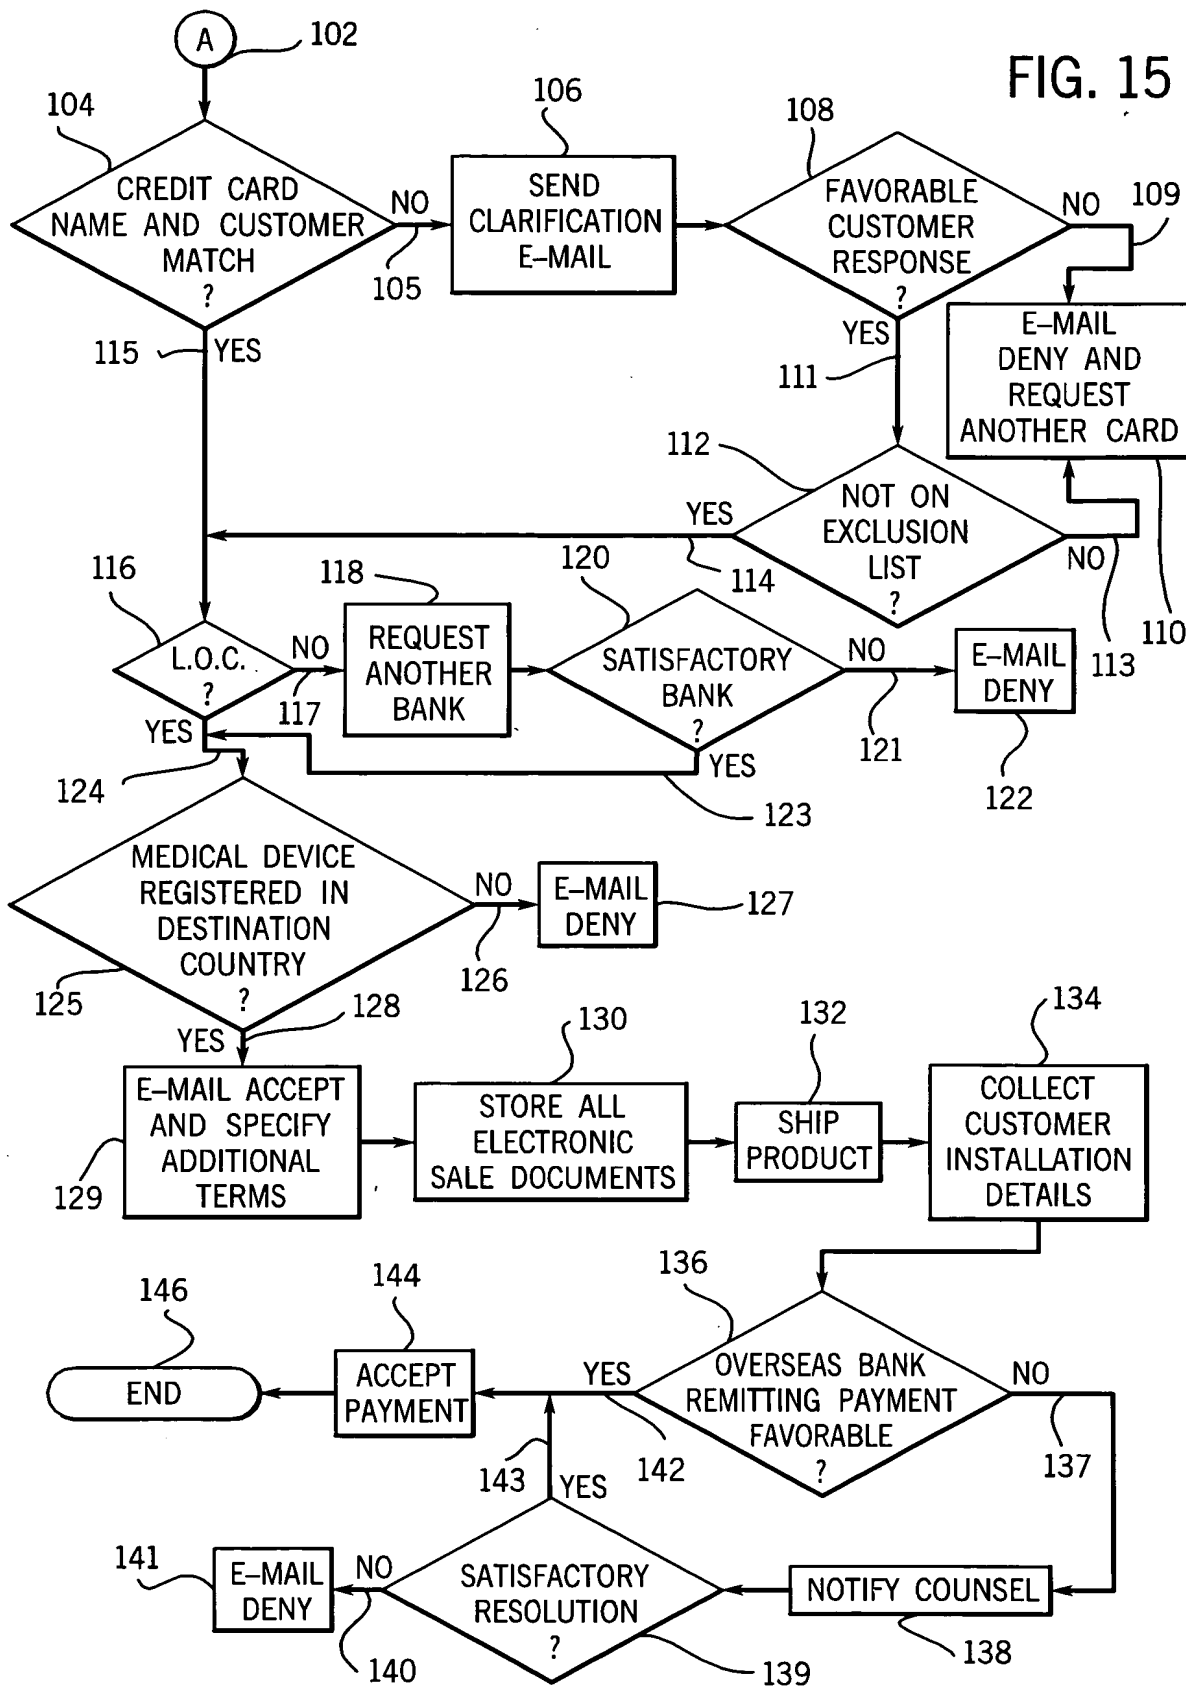 A
102
FIG. 15
104
CREDIT CARD
NAME AND CUSTOMER
MATCH
?
NO
105
106
SEND
CLARIFICATION
E-MAIL
108
FAVORABLE
CUSTOMER
RESPONSE
?
NO
109
E-MAIL
DENY AND
REQUEST
ANOTHER CARD
110
115
YES
YES
111
112
NOT ON
EXCLUSION
LIST
?
YES
114
NO
113
116
L.O.C.
?
NO
117
118
REQUEST
ANOTHER
BANK
120
SATISFACTORY
BANK
?
NO
121
E-MAIL
DENY
122
YES
124
YES
123
MEDICAL DEVICE
REGISTERED IN
DESTINATION
COUNTRY
?
125
NO
126
E-MAIL
DENY
127
YES
128
E-MAIL ACCEPT
AND SPECIFY
ADDITIONAL
TERMS
129
130
STORE ALL
ELECTRONIC
SALE DOCUMENTS
132
SHIP
PRODUCT
134
COLLECT
CUSTOMER
INSTALLATION
DETAILS
136
OVERSEAS BANK
REMITTING PAYMENT
FAVORABLE
?
NO
137
YES
142
144
ACCEPT
PAYMENT
146
END
143
YES
NOTIFY COUNSEL
138
SATISFACTORY
RESOLUTION
?
139
NO
140
E-MAIL
DENY
141